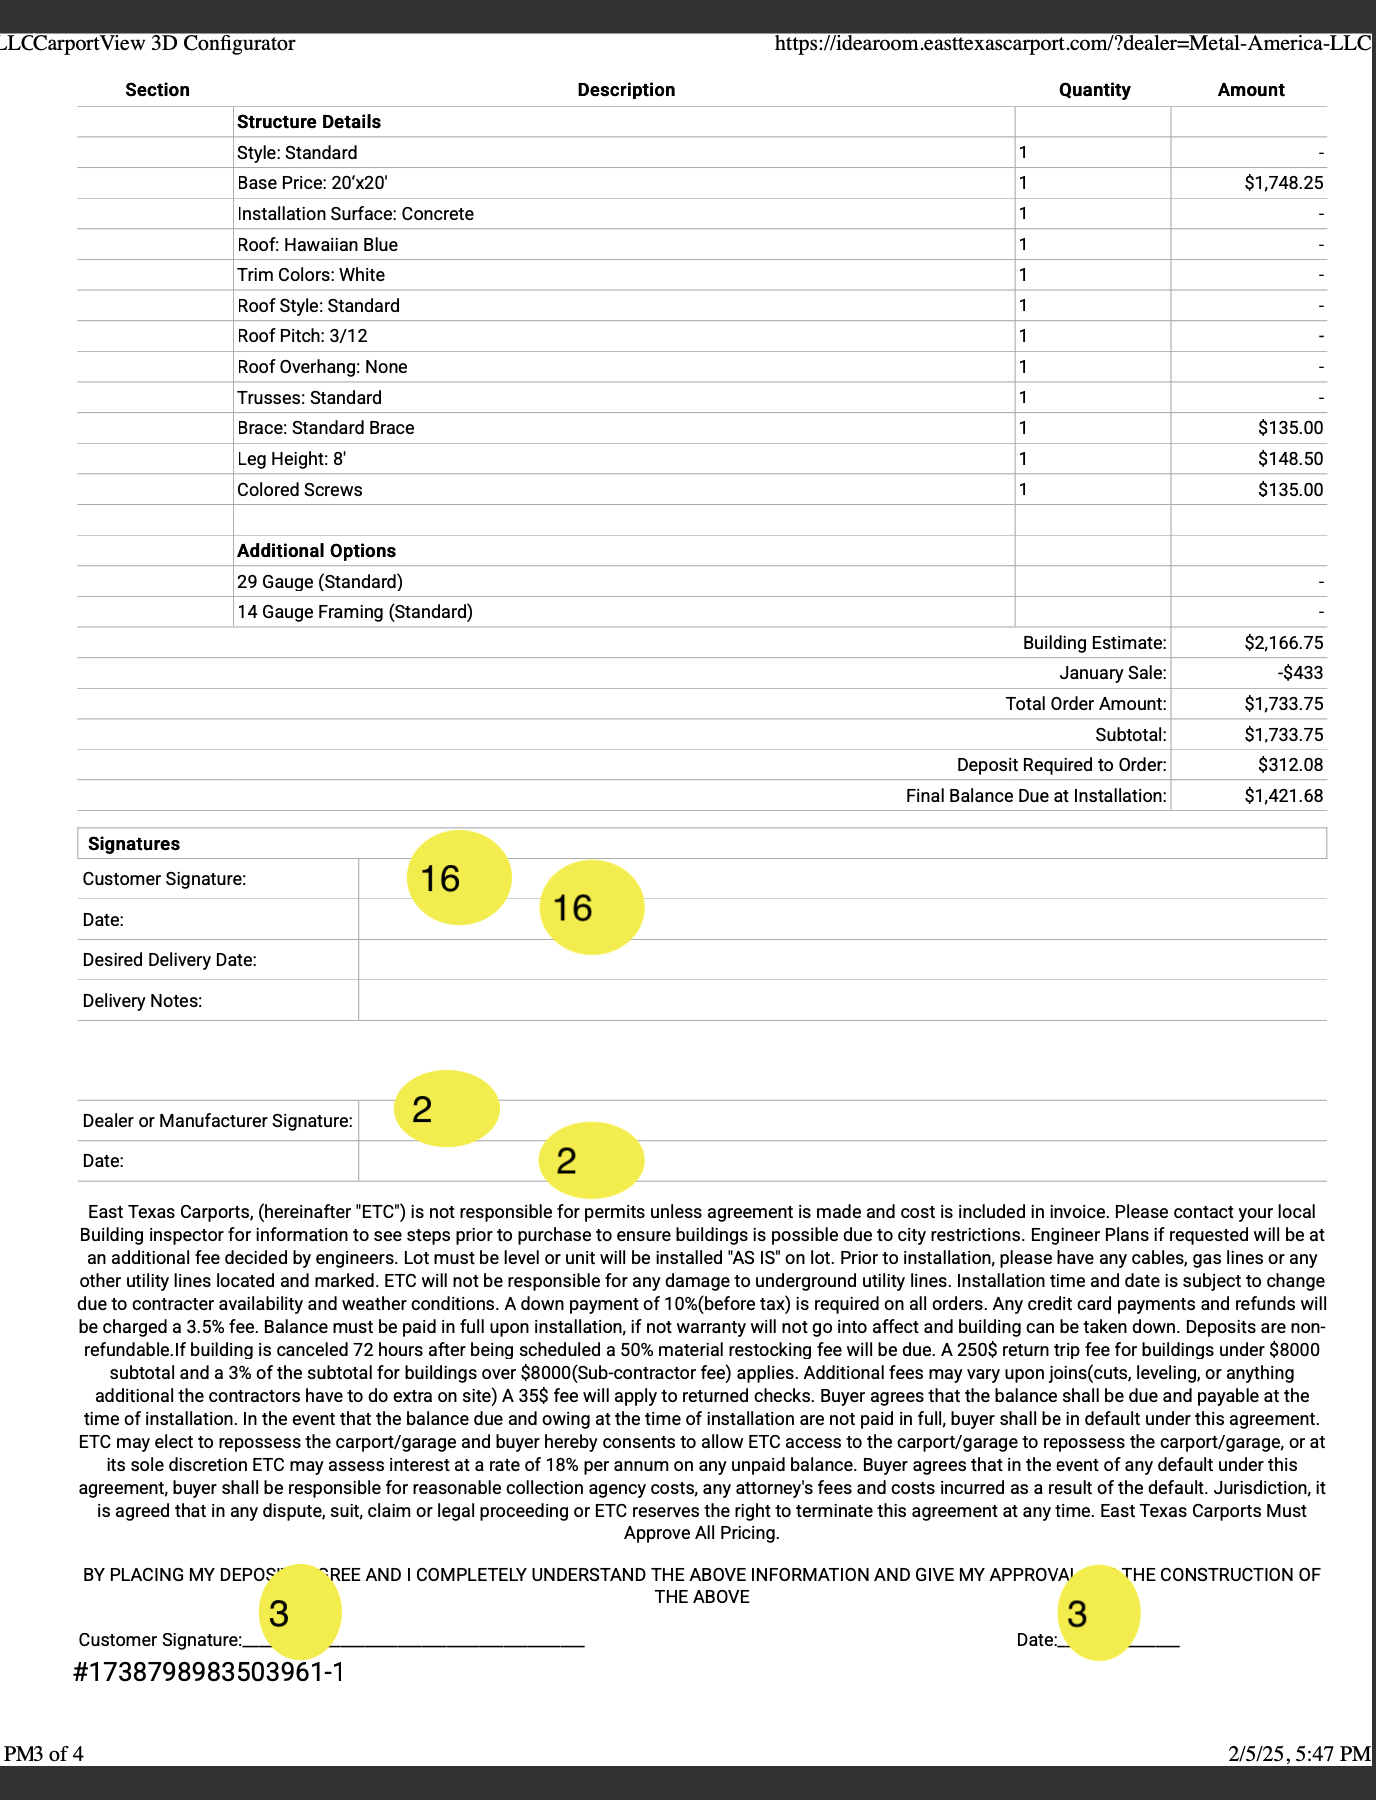 LLCCarportView 3D Configurator https://idearoom.easttexascarport.com/?dealer=Metal-America-LLC
Section Description Quantity Amount
Structure Details
Style: Standard 1 -
Base Price: 20'x20' 1 $1,748.25
Installation Surface: Concrete 1 -
Roof: Hawaiian Blue 1 -
Trim Colors: White 1 -
Roof Style: Standard 1 -
Roof Pitch: 3/12 1 -
Roof Overhang: None 1 -
Trusses: Standard 1 -
Brace: Standard Brace 1 $135.00
Leg Height: 8' 1 $148.50
Colored Screws 1 $135.00
Additional Options
29 Gauge (Standard) -
14 Gauge Framing (Standard) -
Building Estimate: $2,166.75
January Sale: -$433
Total Order Amount: $1,733.75
Subtotal: $1,733.75
Deposit Required to Order: $312.08
Final Balance Due at Installation: $1,421.68
Signatures
Customer Signature: 16
16
Date:
Desired Delivery Date:
Delivery Notes:
Dealer or Manufacturer Signature: 2
Date: 2
East Texas Carports, (hereinafter "ETC") is not responsible for permits unless agreement is made and cost is included in invoice. Please contact your local
Building inspector for information to see steps prior to purchase to ensure buildings is possible due to city restrictions. Engineer Plans if requested will be at
an additional fee decided by engineers. Lot must be level or unit will be installed "AS IS" on lot. Prior to installation, please have any cables, gas lines or any
other utility lines located and marked. ETC will not be responsible for any damage to underground utility lines. Installation time and date is subject to change
due to contracter availability and weather conditions. A down payment of 10%(before tax) is required on all orders. Any credit card payments and refunds will
be charged a 3.5% fee. Balance must be paid in full upon installation, if not warranty will not go into affect and building can be taken down. Deposits are non-
refundable.If building is canceled 72 hours after being scheduled a 50% material restocking fee will be due. A 250$ return trip fee for buildings under $8000
subtotal and a 3% of the subtotal for buildings over $8000(Sub-contractor fee) applies. Additional fees may vary upon joins(cuts, leveling, or anything
additional the contractors have to do extra on site) A 35$ fee will apply to returned checks. Buyer agrees that the balance shall be due and payable at the
time of installation. In the event that the balance due and owing at the time of installation are not paid in full, buyer shall be in default under this agreement.
ETC may elect to repossess the carport/garage and buyer hereby consents to allow ETC access to the carport/garage to repossess the carport/garage, or at
its sole discretion ETC may assess interest at a rate of 18% per annum on any unpaid balance. Buyer agrees that in the event of any default under this
agreement, buyer shall be responsible for reasonable collection agency costs, any attorney's fees and costs incurred as a result of the default. Jurisdiction, it
is agreed that in any dispute, suit, claim or legal proceeding or ETC reserves the right to terminate this agreement at any time. East Texas Carports Must
Approve All Pricing.
BY PLACING MY DEPOS GREE AND I COMPLETELY UNDERSTAND THE ABOVE INFORMATION AND GIVE MY APPROVA THE CONSTRUCTION OF
THE ABOVE
3 3
Customer Signature: Date:
#1738798983503961-1
PM3 of 4 2/5/25, 5:47 PM